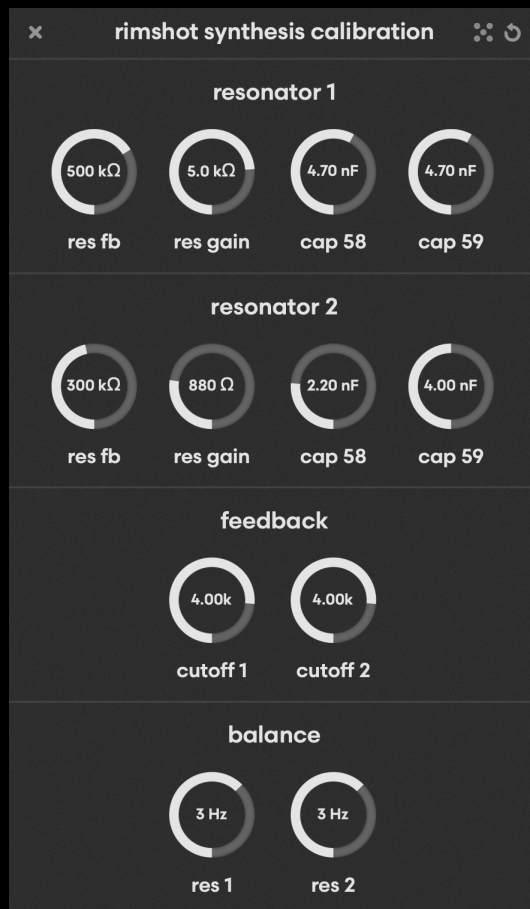 rimshot synthesis calibration
resonator 1
500 kΩ 5.0 kΩ 4.70 nF 4.70 nF
res fb res gain cap 58 cap 59
resonator 2
300 kΩ 880 Ω 2.20 nF 4.00 nF
res fb res gain cap 58 cap 59
feedback
4.00k 4.00k
cutoff 1 cutoff 2
balance
3 Hz 3 Hz
res 1 res 2